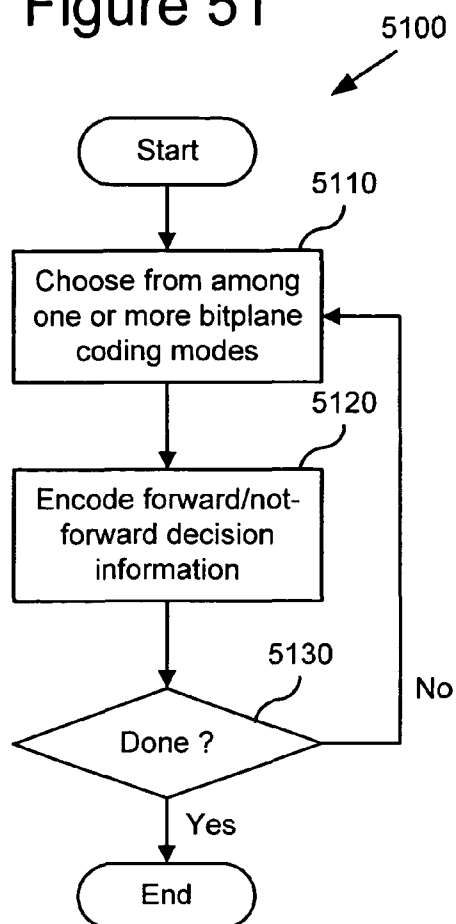 Figure 51
5100
Start
5110
Choose from among
one or more bitplane
coding modes
5120
Encode forward/not-
forward decision
information
5130
Done ?
No
Yes
End